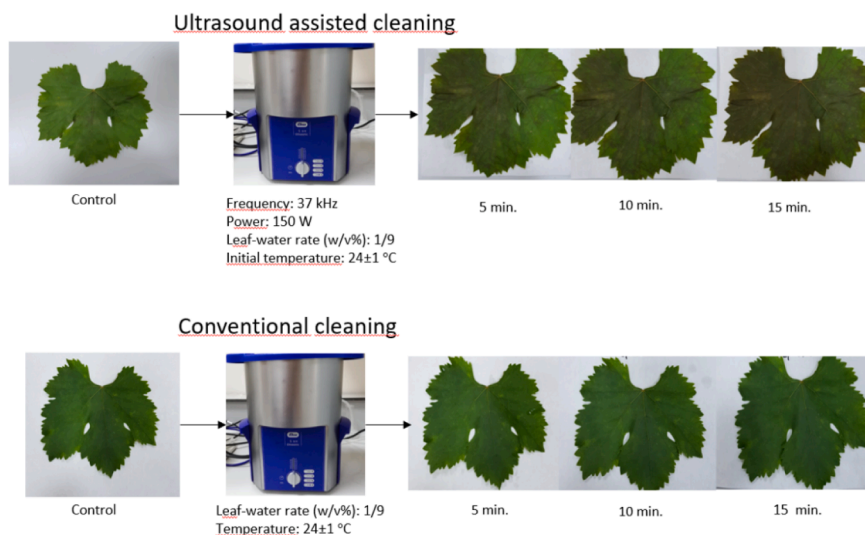 Ultrasound assisted cleaning
Control
Frequency: 37 kHz
Power: 150 W
Leaf-water rate (w/v%): 1/9
Initial temperature: 24±1 °C
5 min.
10 min.
15 min.
Conventional cleaning
Control
Leaf-water rate (w/v%): 1/9
Temperature: 24±1 °C
5 min.
10 min.
15 min.